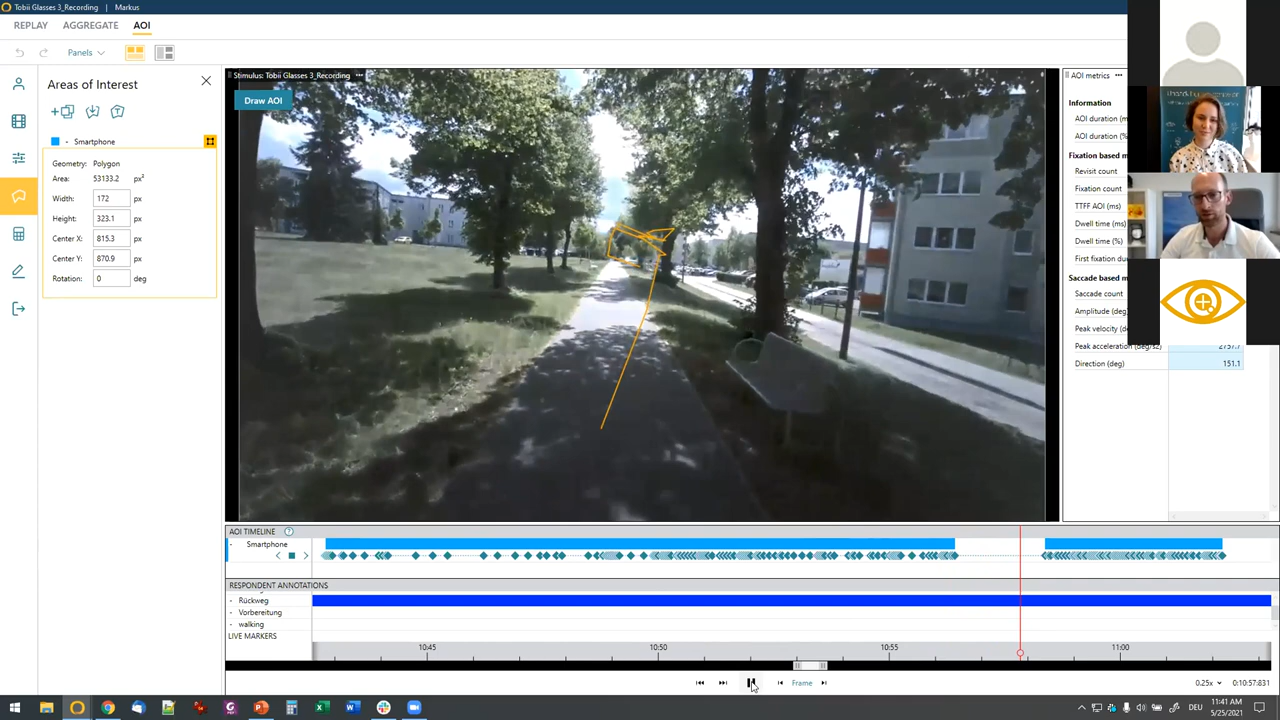 Tobii Glasses 3_Recording | Markus
REPLAY AGGREGATE AOI
Panels
Areas of Interest
- Smartphone
Geometry: Polygon
Area: 53133.2 px²
Width: 172 px
Height: 323.1 px
Center X: 815.3 px
Center Y: 870.9 px
Rotation: 0 deg
Stimulus: Tobii Glasses 3_Recording
Draw AOI
AOI metrics
Information
AOI duration (m
AOI duration (%
Fixation based m
Revisit count
Fixation count
TTFF AOI (ms)
Dwell time (ms)
Dwell time (%)
First fixation du
Saccade based m
Saccade count
Amplitude (deg
Peak velocity (de
Peak acceleration (deg/s2) 2757.7
Direction (deg) 151.1
AOI TIMELINE
- Smartphone
RESPONDENT ANNOTATIONS
- Rückweg
- Vorbereitung
- walking
LIVE MARKERS
10:45 10:50 10:55 11:00
Frame
0.25x 0:10:57:831
DEU 11:41 AM
5/25/2021